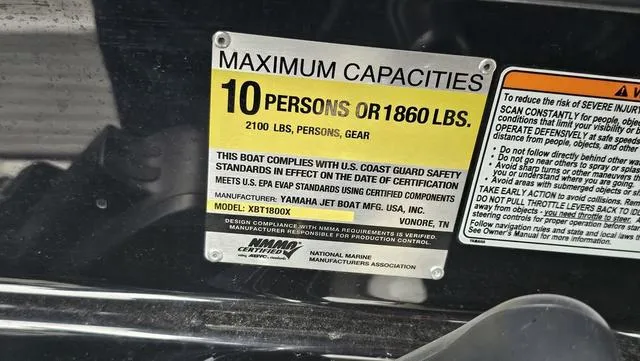 MAXIMUM CAPACITIES
10 PERSONS OR 1860 LBS.
2100 LBS, PERSONS, GEAR
THIS BOAT COMPLIES WITH U.S. COAST GUARD SAFETY
STANDARDS IN EFFECT ON THE DATE OF CERTIFICATION
MEETS U.S. EPA EVAP STANDARDS USING CERTIFIED COMPONENTS
MANUFACTURER: YAMAHA JET BOAT MFG. USA, INC.
MODEL: XBT1800X VONORE, TN
DESIGN COMPLIANCE WITH NMMA REQUIREMENTS IS VERIFIED.
MANUFACTURER RESPONSIBLE FOR PRODUCTION CONTROL.
NMMA
CERTIFIED
using ABYC standards
NATIONAL MARINE
MANUFACTURERS ASSOCIATION
To reduce the risk of SEVERE INJURY
SCAN CONSTANTLY for people, objects
conditions that limit your visibility or
OPERATE DEFENSIVELY at safe speeds
distance from people, objects, and other
• Do not follow directly behind other
• Do not go near others to spray or splash
• Avoid sharp turns or other maneuvers
you or understand where you are going.
• Avoid areas with submerged objects or
TAKE EARLY ACTION to avoid collisions.
DO NOT PULL THROTTLE LEVERS BACK TO
away from objects - you need throttle to steer.
steering controls for proper operation before
Follow navigation rules and state and local laws
See Owner's Manual for more information.
YAMAHA